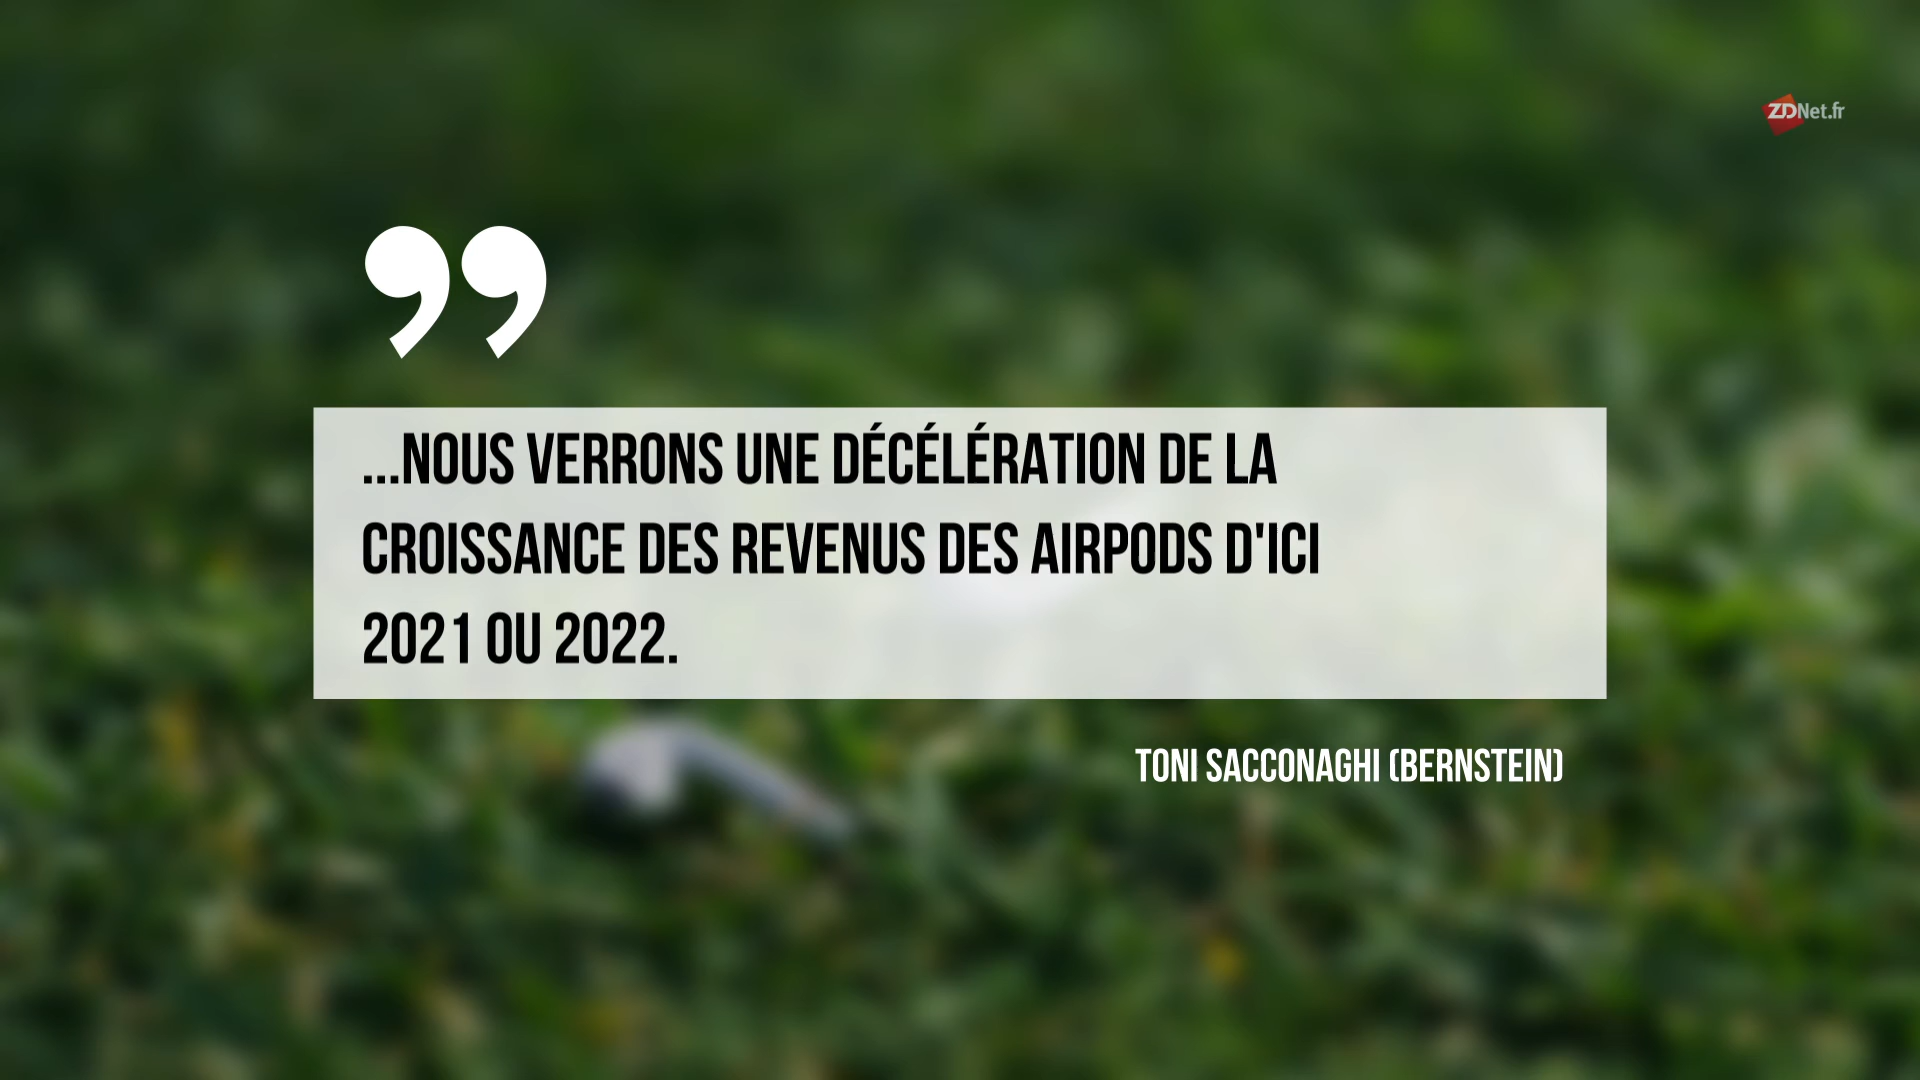 ZDNet.fr
”
...NOUS VERRONS UNE DÉCÉLÉRATION DE LA
CROISSANCE DES REVENUS DES AIRPODS D'ICI
2021 OU 2022.
TONI SACCONAGHI (BERNSTEIN)